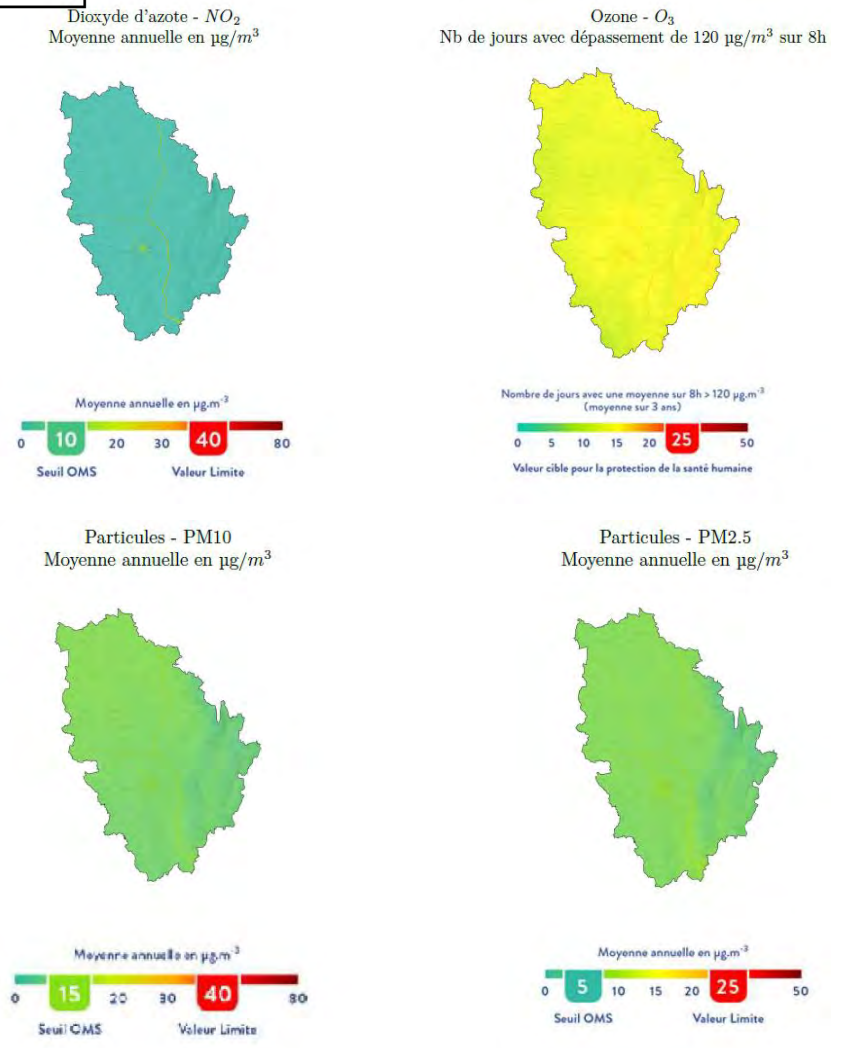 Dioxyde d'azote - NO₂
Moyenne annuelle en µg/m³
Ozone - O₃
Nb de jours avec dépassement de 120 µg/m³ sur 8h
Moyenne annuelle en µg.m⁻³
0 10 20 30 40 80
Seuil OMS Valeur Limite
Nombre de jours avec une moyenne sur 8h > 120 µg.m⁻³
(moyenne sur 3 ans)
0 5 10 15 20 25 50
Valeur cible pour la protection de la santé humaine
Particules - PM10
Moyenne annuelle en µg/m³
Particules - PM2.5
Moyenne annuelle en µg/m³
Moyenne annuelle en µg.m⁻³
0 15 20 30 40 80
Seuil OMS Valeur Limite
Moyenne annuelle en µg.m⁻³
0 5 10 15 20 25 50
Seuil OMS Valeur Limite